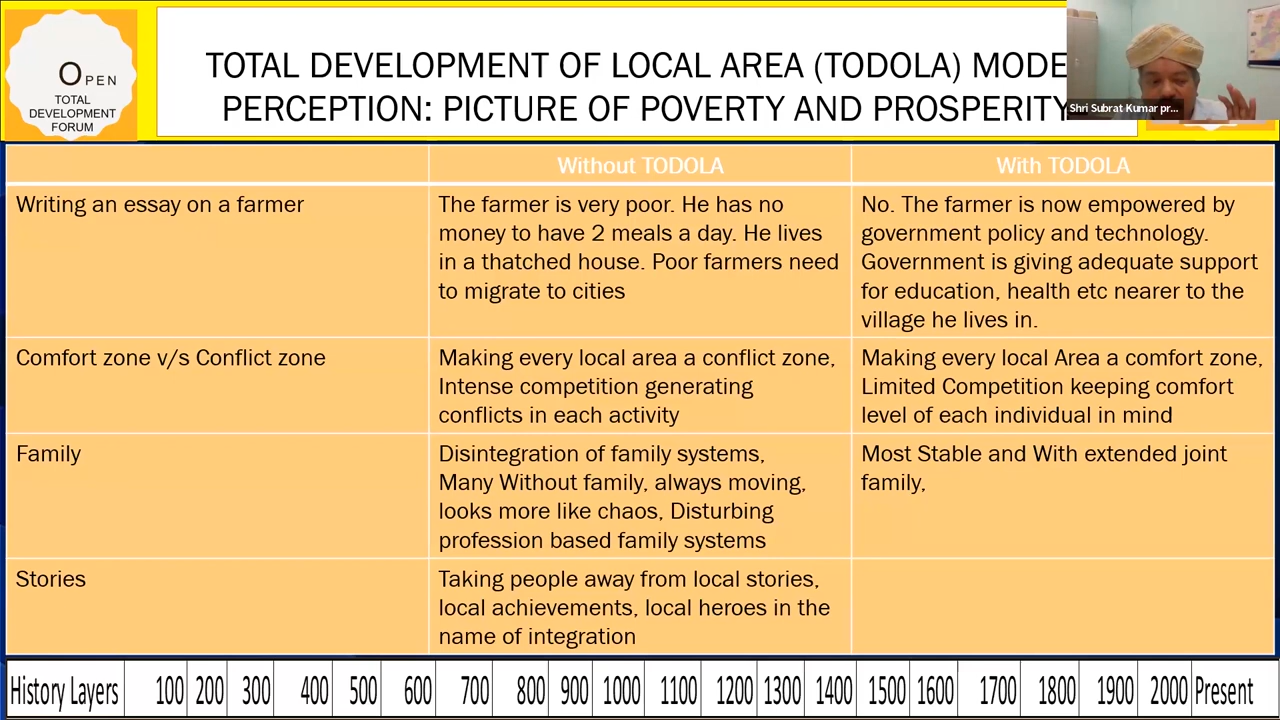 OPEN
TOTAL
DEVELOPMENT
FORUM
TOTAL DEVELOPMENT OF LOCAL AREA (TODOLA) MODE
PERCEPTION: PICTURE OF POVERTY AND PROSPERITY
Shri Subrat Kumar pr...
Without TODOLA
With TODOLA
Writing an essay on a farmer
The farmer is very poor. He has no
money to have 2 meals a day. He lives
in a thatched house. Poor farmers need
to migrate to cities
No. The farmer is now empowered by
government policy and technology.
Government is giving adequate support
for education, health etc nearer to the
village he lives in.
Comfort zone v/s Conflict zone
Making every local area a conflict zone,
Intense competition generating
conflicts in each activity
Making every local Area a comfort zone,
Limited Competition keeping comfort
level of each individual in mind
Family
Disintegration of family systems,
Many Without family, always moving,
looks more like chaos, Disturbing
profession based family systems
Most Stable and With extended joint
family,
Stories
Taking people away from local stories,
local achievements, local heroes in the
name of integration
History Layers 100 200 300 400 500 600 700 800 900 1000 1100 1200 1300 1400 1500 1600 1700 1800 1900 2000 Present